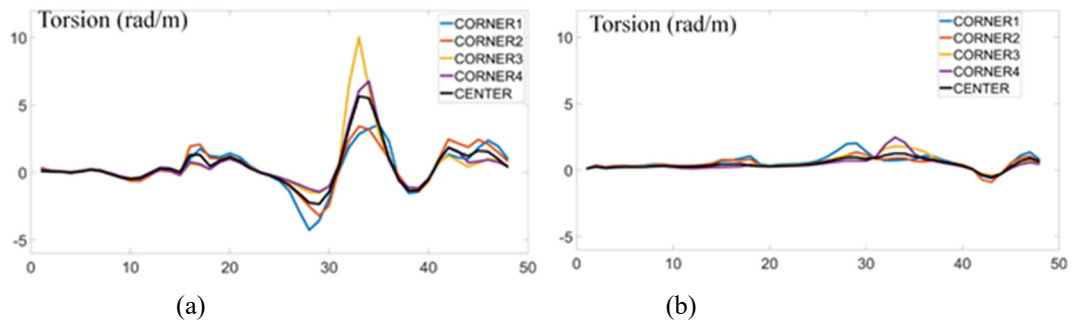 Torsion (rad/m)
CORNER1
CORNER2
CORNER3
CORNER4
CENTER
10
5
0
-5
0 10 20 30 40 50
(a)
Torsion (rad/m)
CORNER1
CORNER2
CORNER3
CORNER4
CENTER
10
5
0
-5
0 10 20 30 40 50
(b)